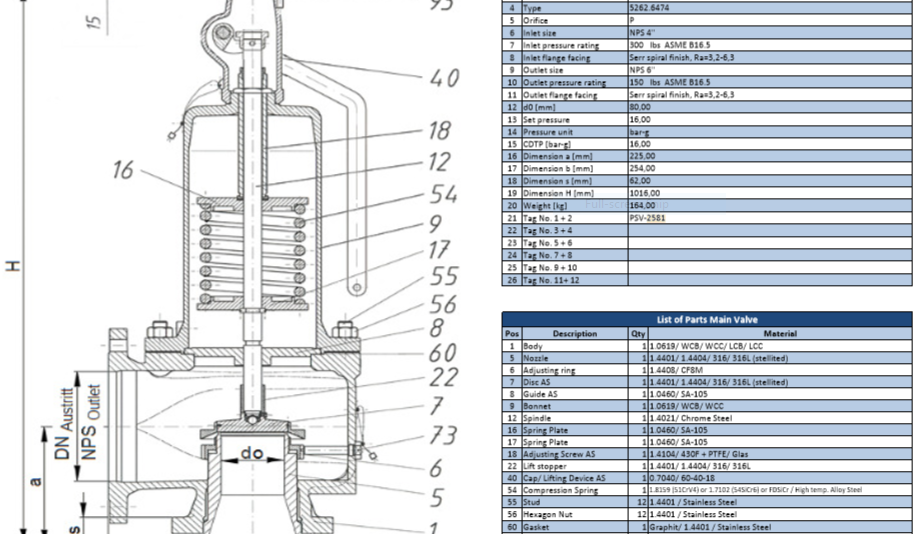 95
15
40
18
12
16
54
9
17
55
56
8
60
22
7
73
6
5
1
H
DN Austritt
NPS Outlet
do
a
s
4 Type 5262.6474
5 Orifice P
6 Inlet size NPS 4"
7 Inlet pressure rating 300 lbs ASME B16.5
8 Inlet flange facing Serr spiral finish, Ra=3,2-6,3
9 Outlet size NPS 6"
10 Outlet pressure rating 150 lbs ASME B16.5
11 Outlet flange facing Serr spiral finish, Ra=3,2-6,3
12 d0 [mm] 80,00
13 Set pressure 16,00
14 Pressure unit bar-g
15 CDTP [bar-g] 16,00
16 Dimension a [mm] 225,00
17 Dimension b [mm] 254,00
18 Dimension s [mm] 62,00
19 Dimension H [mm] 1016,00
20 Weight [kg] 164,00
21 Tag No. 1 + 2 PSV-2581
22 Tag No. 3 + 4
23 Tag No. 5 + 6
24 Tag No. 7 + 8
25 Tag No. 9 + 10
26 Tag No. 11+ 12
List of Parts Main Valve
Pos Description Qty Material
1 Body 1 1.0619/ WCB/ WCC/ LCB/ LCC
5 Nozzle 1 1.4401/ 1.4404/ 316/ 316L (stellited)
6 Adjusting ring 1 1.4408/ CF8M
7 Disc AS 1 1.4401/ 1.4404/ 316/ 316L (stellited)
8 Guide AS 1 1.0460/ SA-105
9 Bonnet 1 1.0619/ WCB/ WCC
12 Spindle 1 1.4021/ Chrome Steel
16 Spring Plate 1 1.0460/ SA-105
17 Spring Plate 1 1.0460/ SA-105
18 Adjusting Screw AS 1 1.4104/ 430F + PTFE/ Glas
22 Lift stopper 1 1.4401/ 1.4404/ 316/ 316L
40 Cap/ Lifting Device AS 1 0.7040/ 60-40-18
54 Compression Spring 1 1.8159 (51CrV4) or 1.7102 (54SiCr6) or FDSiCr / High temp. Alloy Steel
55 Stud 12 1.4401 / Stainless Steel
56 Hexagon Nut 12 1.4401 / Stainless Steel
60 Gasket 1 Graphit/ 1.4401 / Stainless Steel